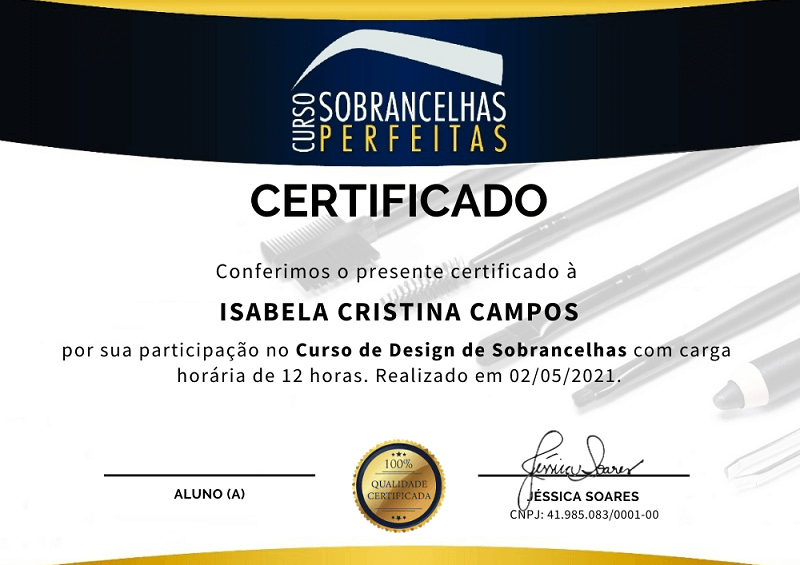 CURSO
SOBRANCELHAS
PERFEITAS
CERTIFICADO
Conferimos o presente certificado à
ISABELA CRISTINA CAMPOS
por sua participação no Curso de Design de Sobrancelhas com carga
horária de 12 horas. Realizado em 02/05/2021.
ALUNO (A)
100%
QUALIDADE
CERTIFICADA
Jéssica Soares
JÉSSICA SOARES
CNPJ: 41.985.083/0001-00